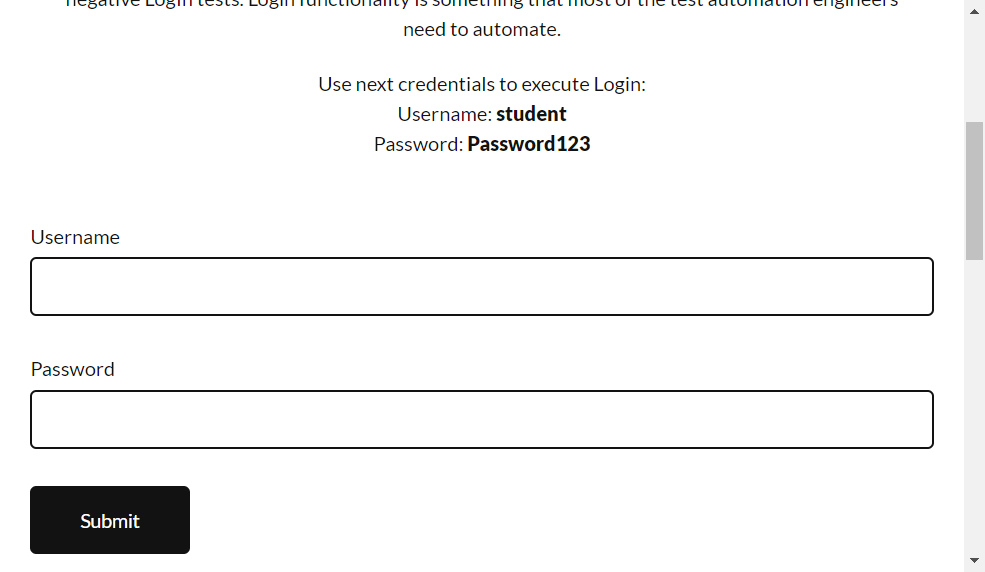 negative Login tests. Login functionality is something that most of the test automation engineers
need to automate.
Use next credentials to execute Login:
Username: student
Password: Password123
Username
Password
Submit